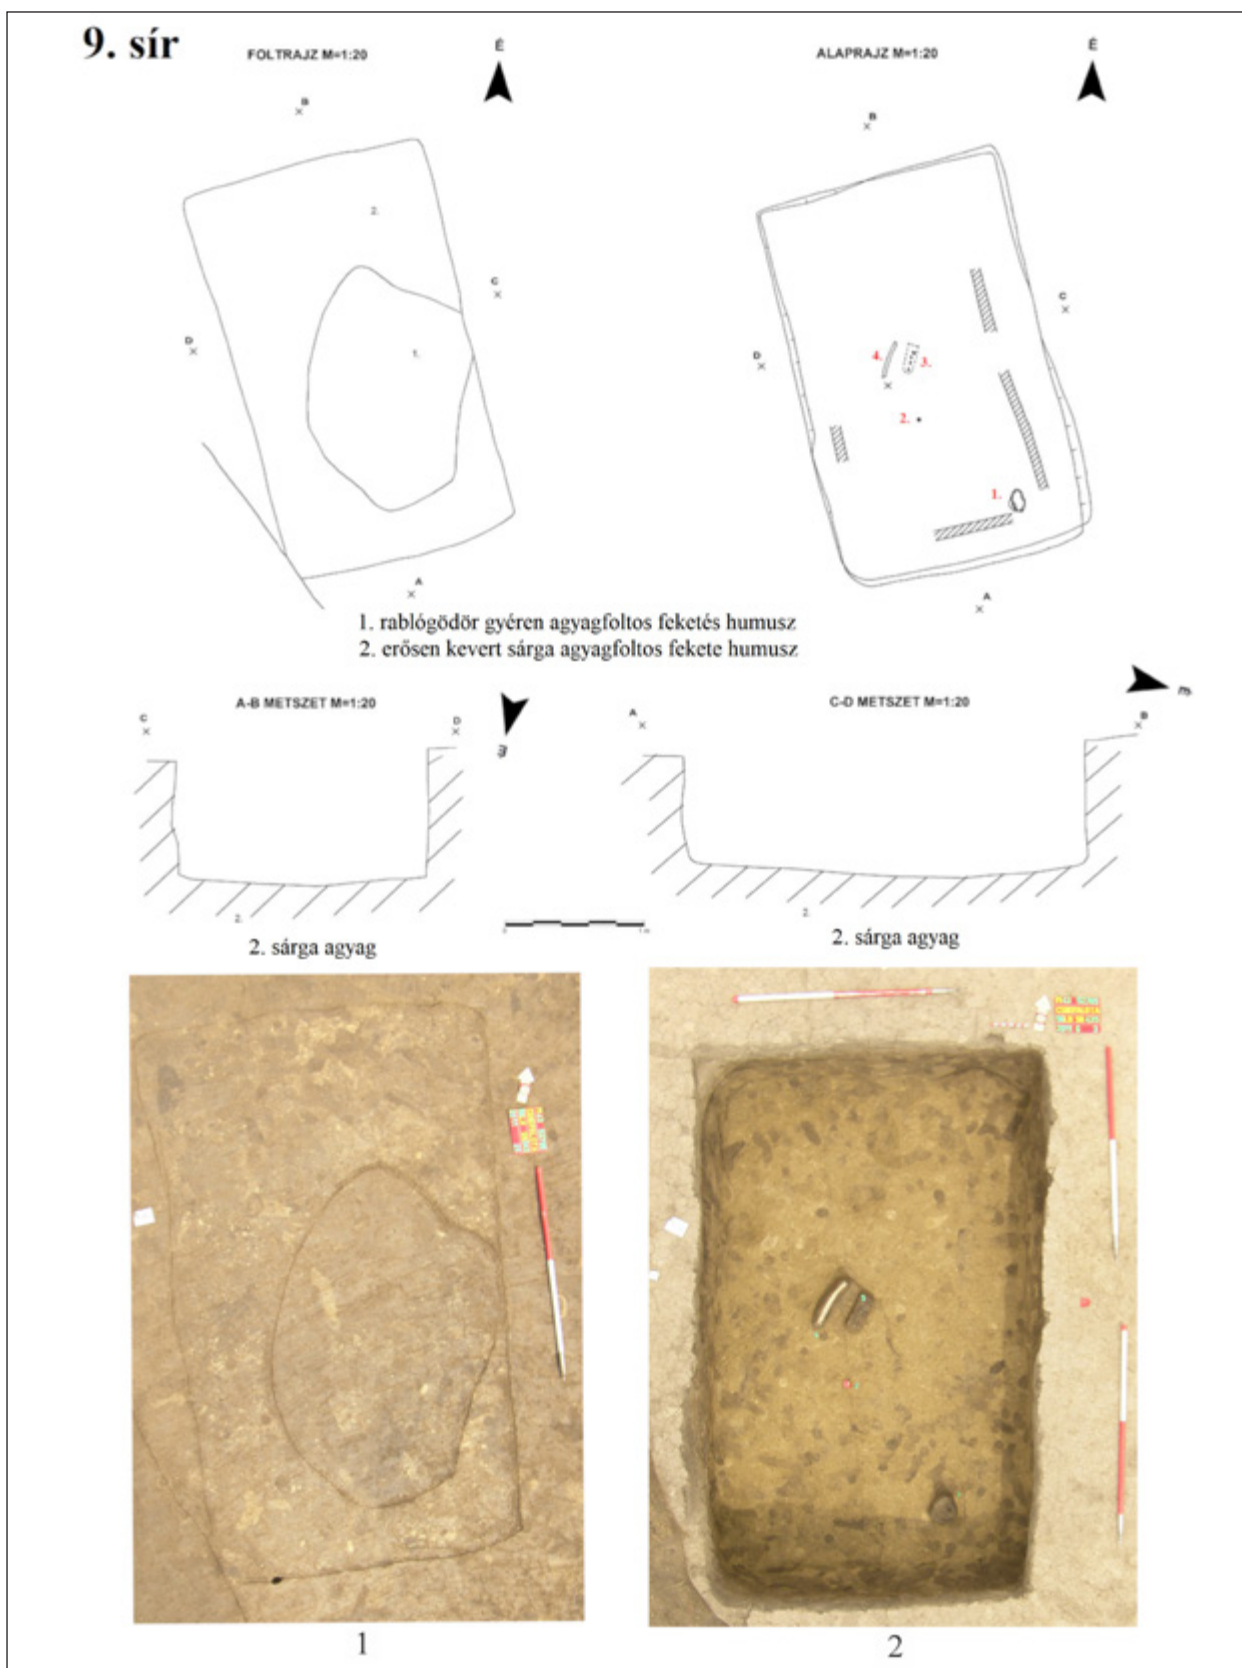 9. sír
FOLTRAJZ M=1:20
É
B
2.
C
1.
D
A
ALAPRAJZ M=1:20
É
B
C
D
4.
3.
2.
1.
A
1. rablógödör gyéren agyagfoltos feketés humusz
2. erősen kevert sárga agyagfoltos fekete humusz
A-B METSZET M=1:20
C
D
É
2.
2. sárga agyag
C-D METSZET M=1:20
A
B
É
2.
2. sárga agyag
1
2